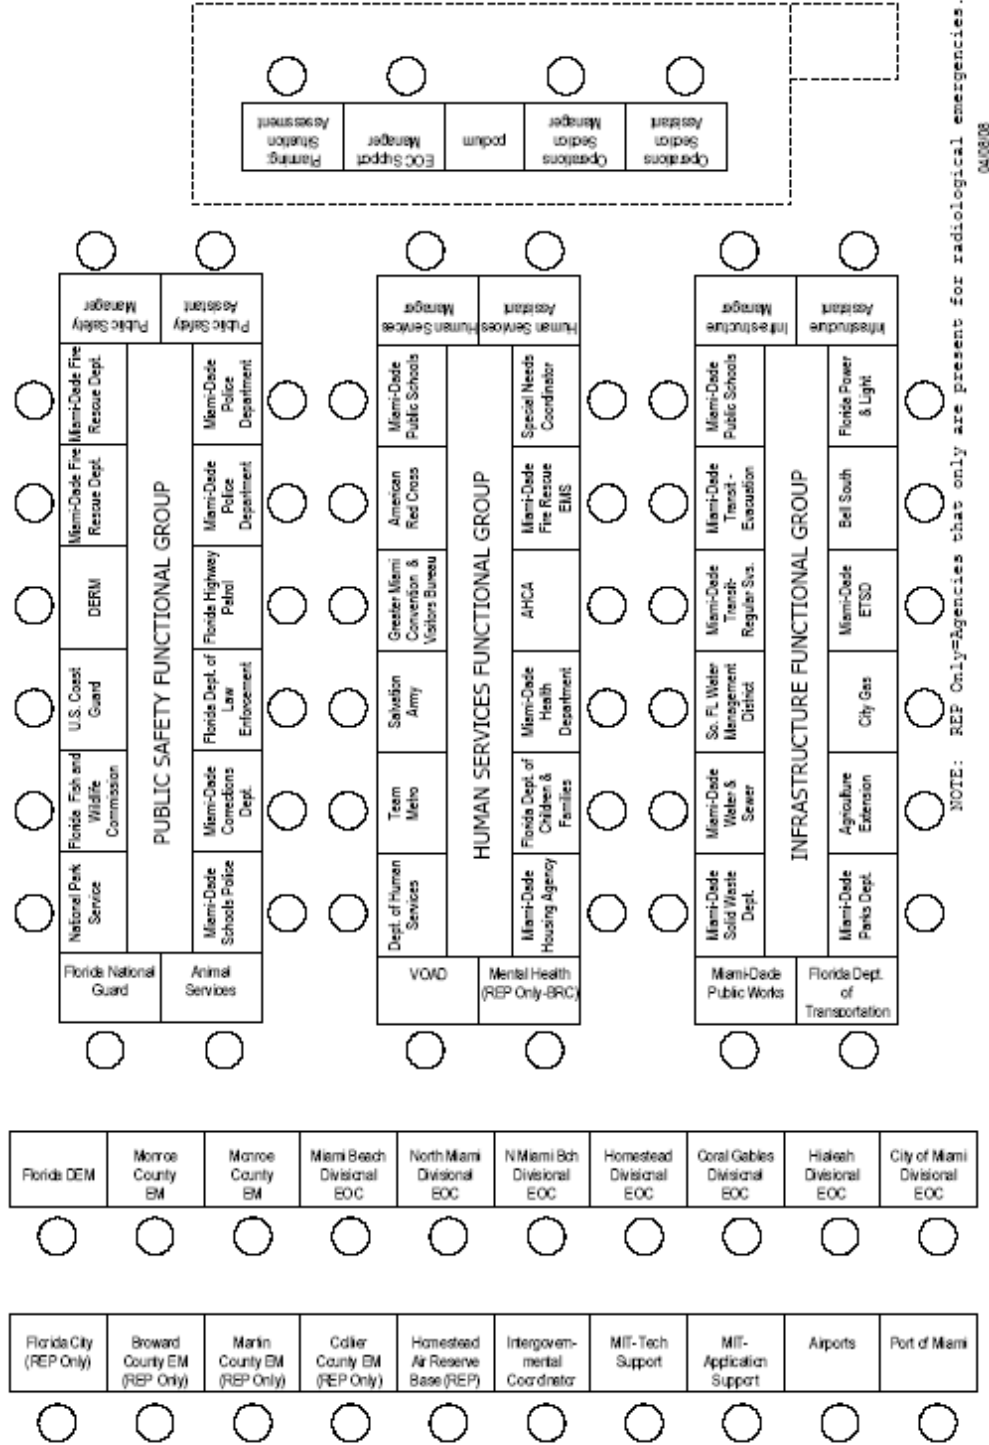 Planning:
Situation
Assessment
EOC Support
Manager
podium
Operations
Section
Manager
Operations
Section
Assistant
Public Safety
Manager
Public Safety
Assistant
Miami-Dade Fire
Rescue Dept.
Miami-Dade Fire
Rescue Dept.
DERM
U.S. Coast
Guard
Florida Fish and
Wildlife
Commission
National Park
Service
PUBLIC SAFETY FUNCTIONAL GROUP
Miami-Dade
Police
Department
Miami-Dade
Police
Department
Florida Highway
Patrol
Florida Dept. of
Law
Enforcement
Miami-Dade
Corrections
Dept.
Miami-Dade
Schools Police
Florida National
Guard
Animal
Services
Human Services
Manager
Human Services
Assistant
Miami-Dade
Public Schools
American
Red Cross
Greater Miami
Convention &
Visitors Bureau
Salvation
Army
Team
Metro
Dept. of Human
Services
HUMAN SERVICES FUNCTIONAL GROUP
Special Needs
Coordinator
Miami-Dade
Fire Rescue
EMS
AHCA
Miami-Dade
Health
Department
Florida Dept. of
Children &
Families
Miami-Dade
Housing Agency
VOAD
Mental Health
(REP Only-BRC)
Infrastructure
Manager
Infrastructure
Assistant
Miami-Dade
Public Schools
Miami-Dade
Transit -
Evacuation
Miami-Dade
Transit-
Regular Svs.
So. FL Water
Management
District
Miami-Dade
Water &
Sewer
Miami-Dade
Solid Waste
Dept.
INFRASTRUCTURE FUNCTIONAL GROUP
Florida Power
& Light
Bell South
Miami-Dade
ETSD
City Gas
Agriculture
Extension
Miami-Dade
Parks Dept.
Miami-Dade
Public Works
Florida Dept.
of
Transportation
NOTE: REP Only=Agencies that only are present for radiological emergencies.
04/08/08
Florida DEM
Monroe
County
EM
Monroe
County
EM
Miami Beach
Divisional
EOC
North Miami
Divisional
EOC
N Miami Bch
Divisional
EOC
Homestead
Divisional
EOC
Coral Gables
Divisional
EOC
Hialeah
Divisional
EOC
City of Miami
Divisional
EOC
Florida City
(REP Only)
Broward
County EM
(REP Only)
Martin
County EM
(REP Only)
Collier
County EM
(REP Only)
Homestead
Air Reserve
Base (REP)
Intergovern-
mental
Coordinator
MIT- Tech
Support
MIT-
Application
Support
Airports
Port of Miami